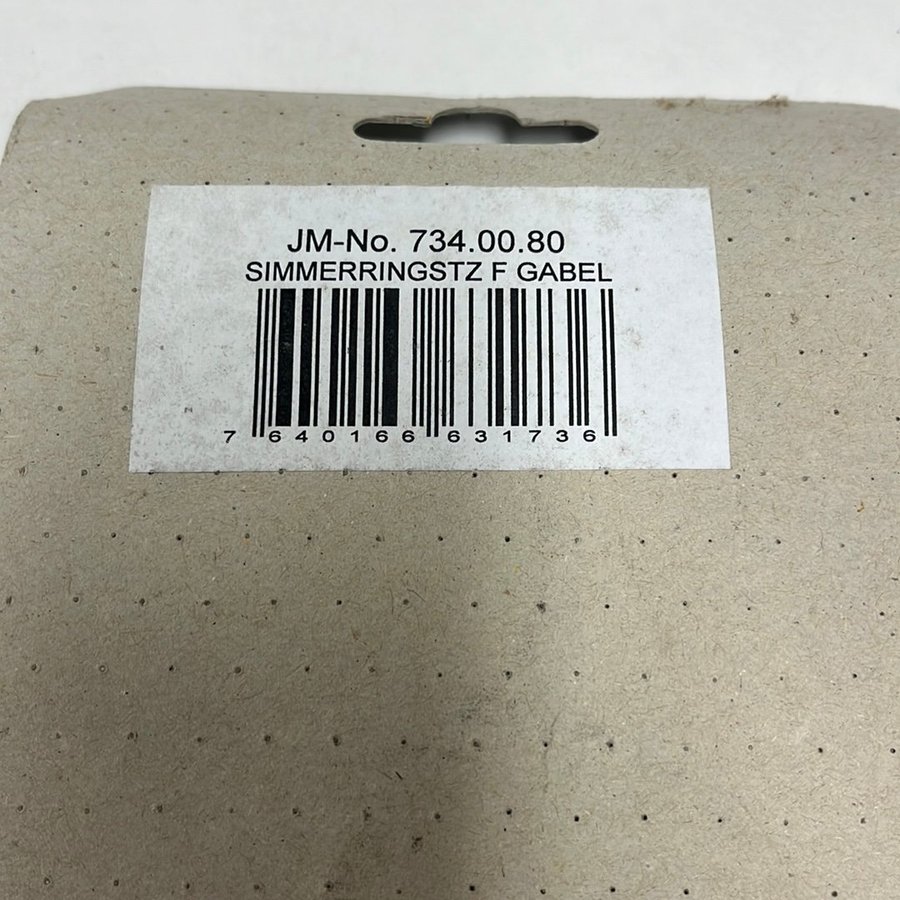 JM-No. 734.00.80
SIMMERRINGSTZ F GABEL
7 640166 631736